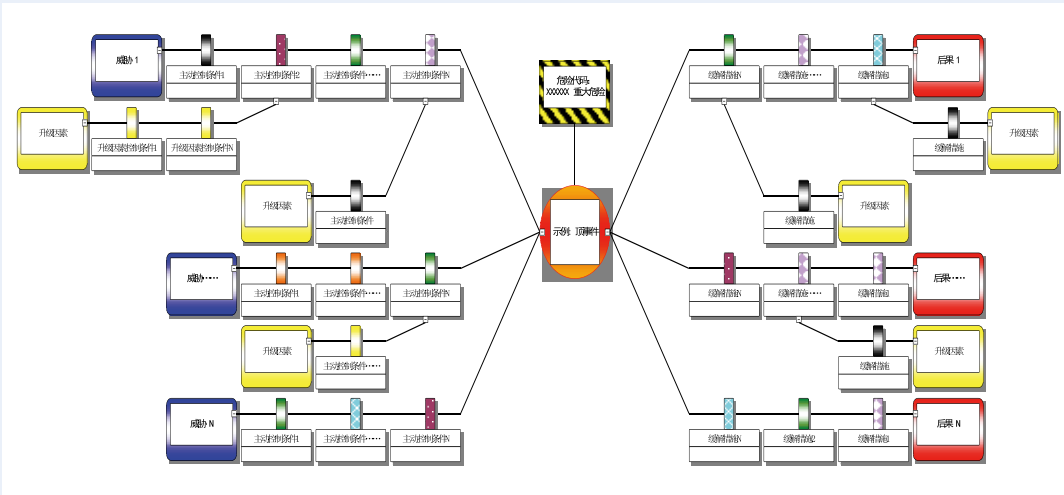 威胁 1
主动控制条件1
主动控制条件2
主动控制条件……
主动控制条件N
危险代码:
XXXXXX 重大危险
缓解措施N
缓解措施……
缓解措施1
后果 1
升级因素
升级因素控制条件1
升级因素控制条件N
缓解措施
升级因素
升级因素
主动控制条件
示例: 顶事件
缓解措施
升级因素
威胁……
主动控制条件1
主动控制条件……
主动控制条件N
缓解措施N
缓解措施……
缓解措施1
后果……
升级因素
主动控制条件……
缓解措施
升级因素
威胁 N
主动控制条件1
主动控制条件……
主动控制条件N
缓解措施N
缓解措施2
缓解措施1
后果 N